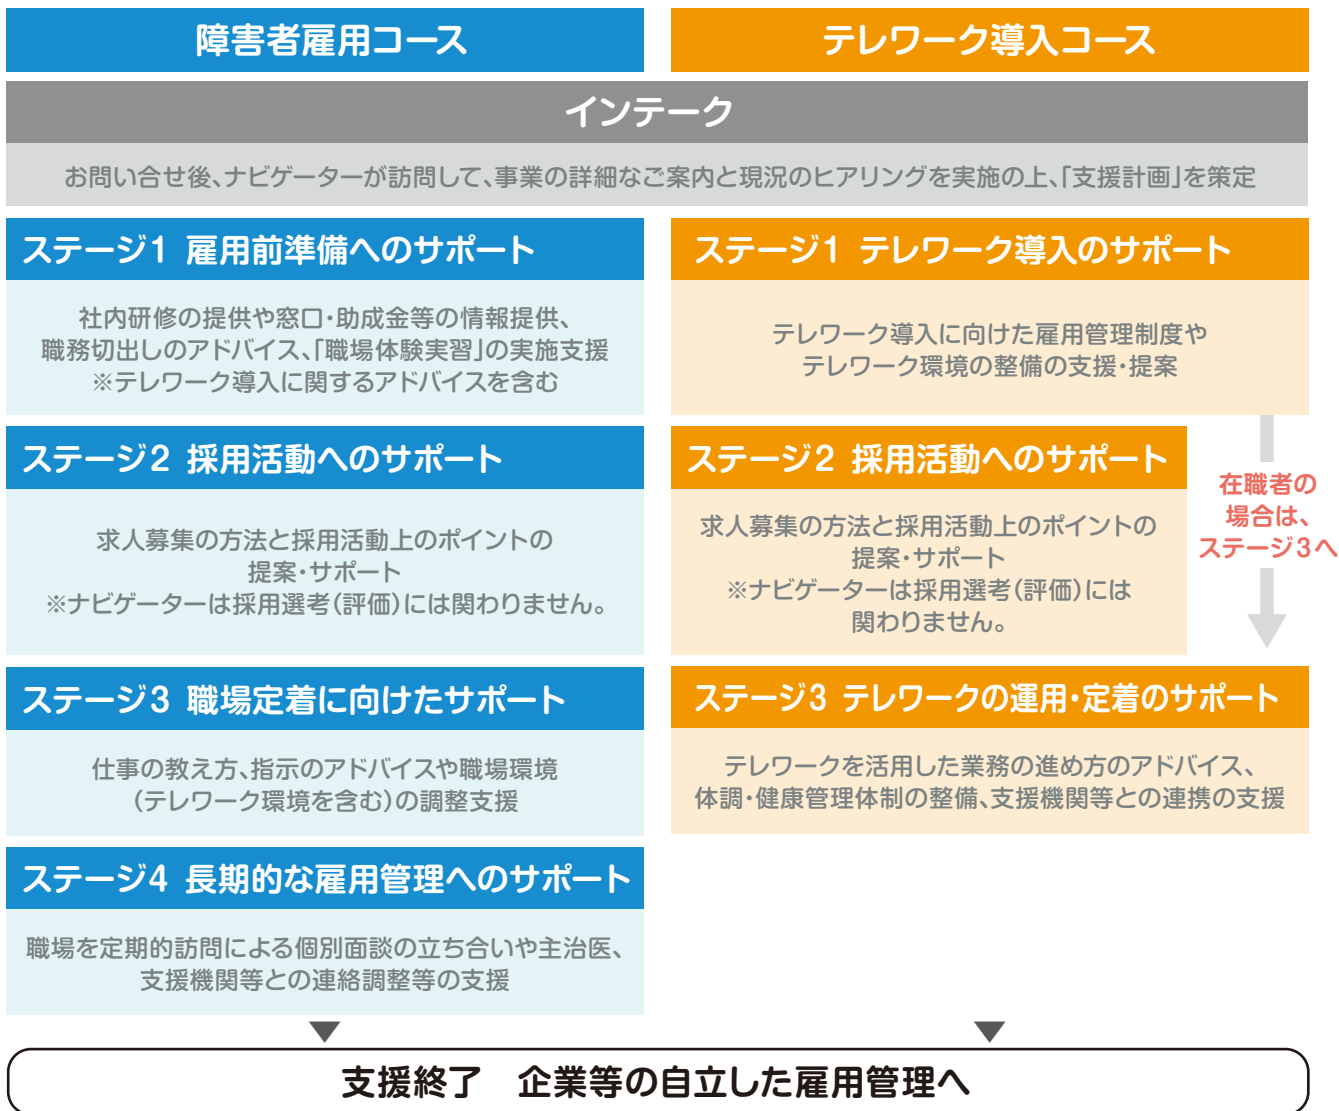 障害者雇用コース
テレワーク導入コース
インテーク
お問い合せ後、ナビゲーターが訪問して、事業の詳細なご案内と現況のヒアリングを実施の上、「支援計画」を策定
ステージ1 雇用前準備へのサポート
社内研修の提供や窓口・助成金等の情報提供、
職務切出しのアドバイス、「職場体験実習」の実施支援
※テレワーク導入に関するアドバイスを含む
ステージ2 採用活動へのサポート
求人募集の方法と採用活動上のポイントの
提案・サポート
※ナビゲーターは採用選考(評価)には関わりません。
ステージ3 職場定着に向けたサポート
仕事の教え方、指示のアドバイスや職場環境
(テレワーク環境を含む)の調整支援
ステージ4 長期的な雇用管理へのサポート
職場を定期的訪問による個別面談の立ち合いや主治医、
支援機関等との連絡調整等の支援
ステージ1 テレワーク導入のサポート
テレワーク導入に向けた雇用管理制度や
テレワーク環境の整備の支援・提案
ステージ2 採用活動へのサポート
求人募集の方法と採用活動上のポイントの
提案・サポート
※ナビゲーターは採用選考(評価)には
関わりません。
在職者の
場合は、
ステージ3へ
ステージ3 テレワークの運用・定着のサポート
テレワークを活用した業務の進め方のアドバイス、
体調・健康管理体制の整備、支援機関等との連携の支援
支援終了 企業等の自立した雇用管理へ